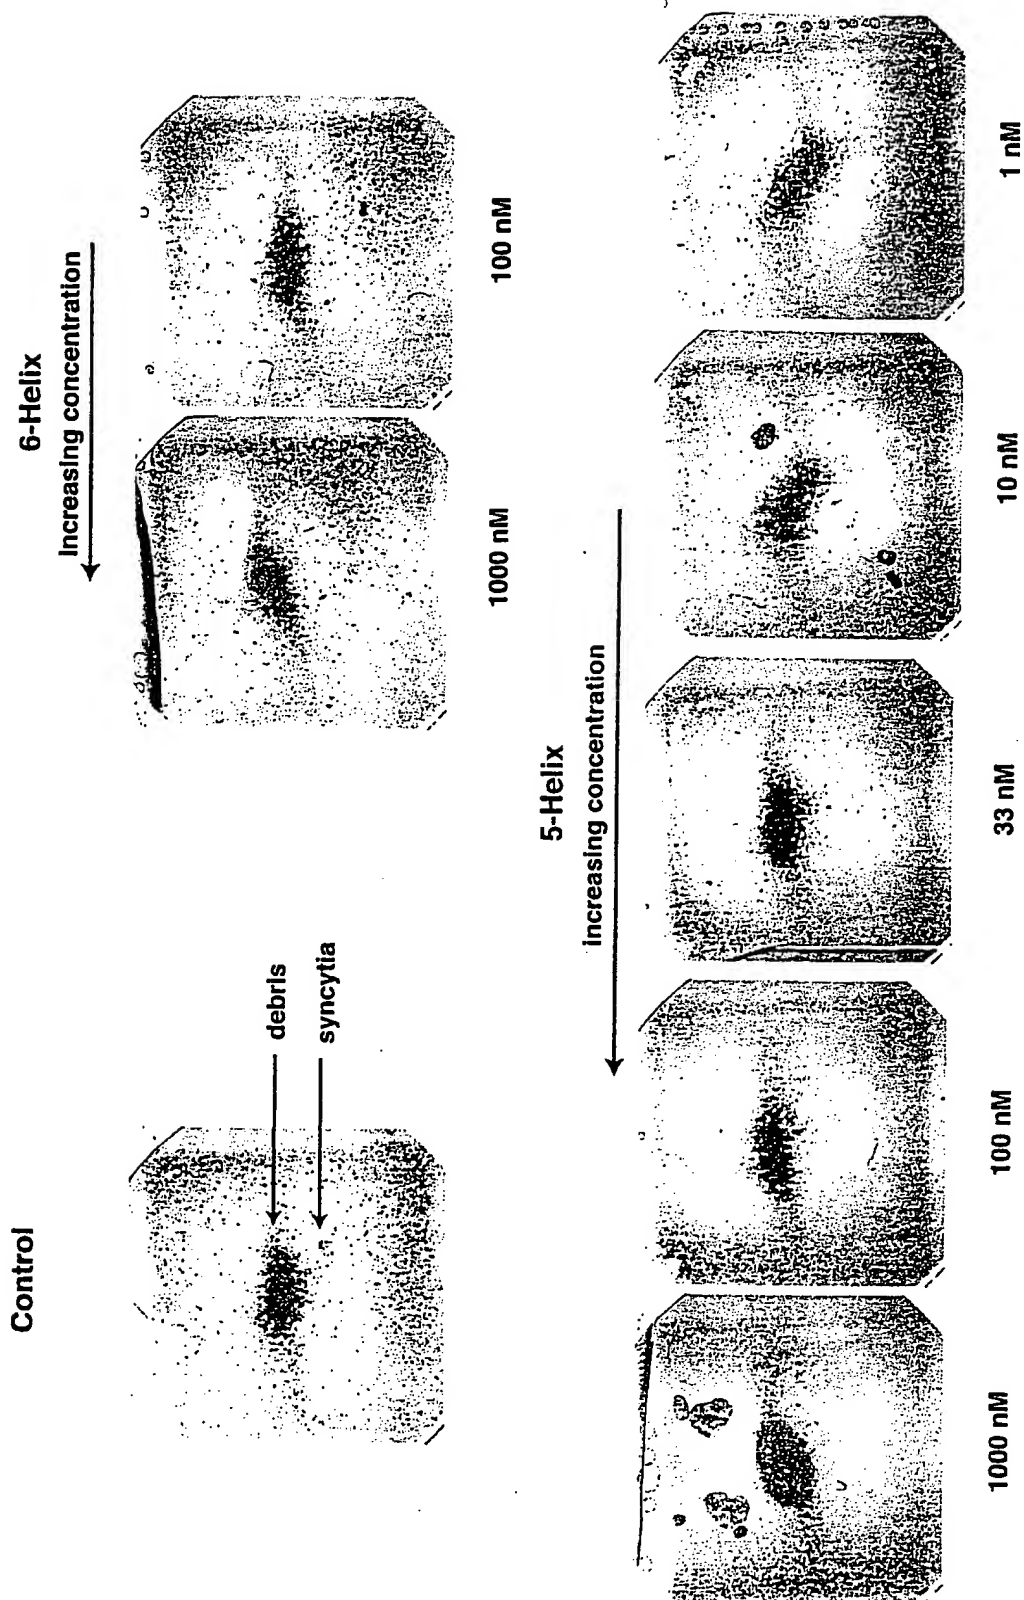 Control
debris
syncytia
6-Helix
Increasing concentration
1000 nM
100 nM
5-Helix
Increasing concentration
1000 nM
100 nM
33 nM
10 nM
1 nM